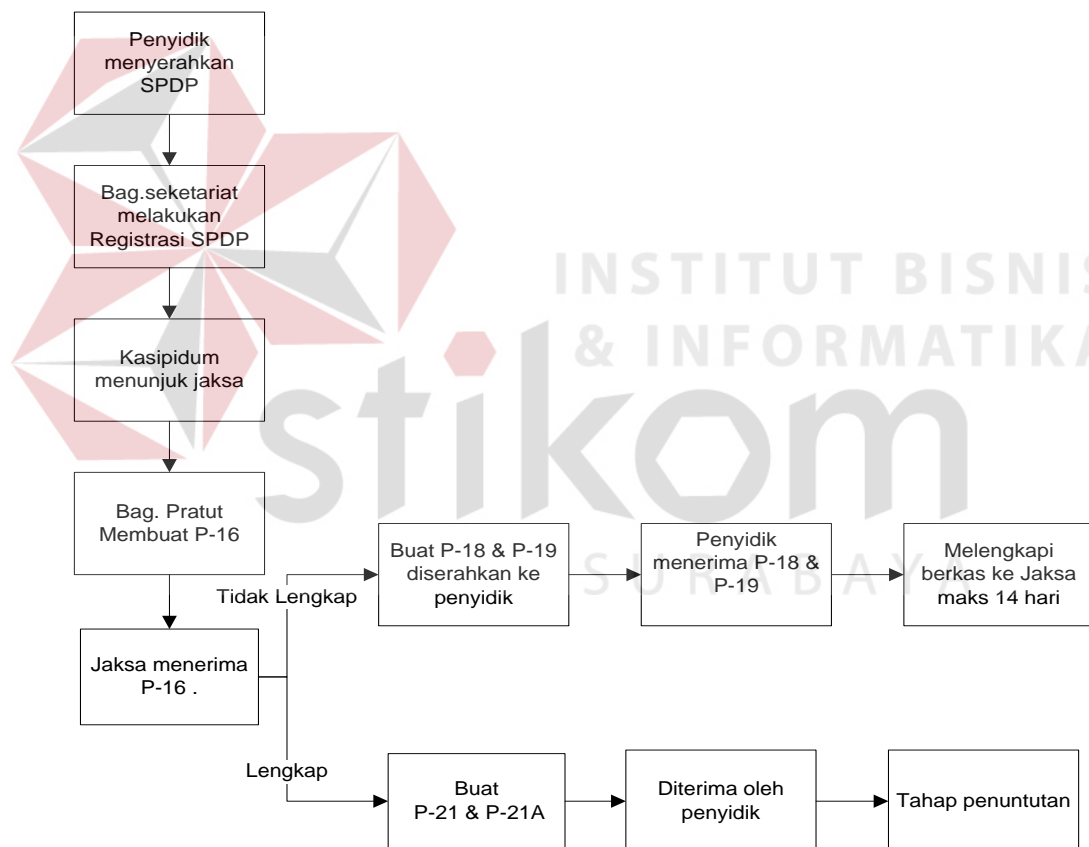 Penyidik
menyerahkan
SPDP
Bag.seketariat
melakukan
Registrasi SPDP
Kasipidum
menunjuk jaksa
Bag. Pratut
Membuat P-16
Jaksa menerima
P-16 .
Tidak Lengkap
Buat P-18 & P-19
diserahkan ke
penyidik
Penyidik
menerima P-18 &
P-19
Melengkapi
berkas ke Jaksa
maks 14 hari
Lengkap
Buat
P-21 & P-21A
Diterima oleh
penyidik
Tahap penuntutan
INSTITUT BISNIS
& INFORMATIKA
stikom
SURABAYA